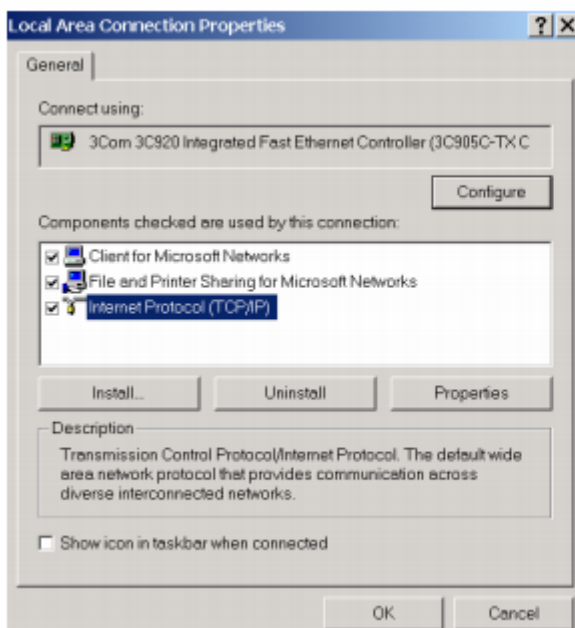 Local Area Connection Properties
General
Connect using:
3Com 3C920 Integrated Fast Ethernet Controller (3C905C-TX C
Configure
Components checked are used by this connection:
Client for Microsoft Networks
File and Printer Sharing for Microsoft Networks
Internet Protocol (TCP/IP)
Install... Uninstall Properties
Description
Transmission Control Protocol/Internet Protocol. The default wide
area network protocol that provides communication across
diverse interconnected networks.
Show icon in taskbar when connected
OK Cancel